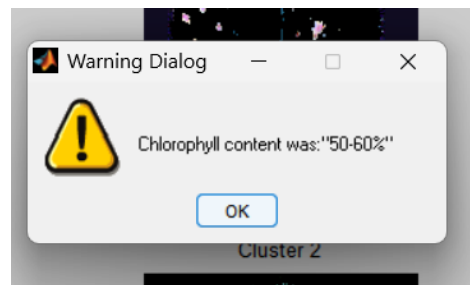 Warning Dialog
Chlorophyll content was:"50-60%"
OK
Cluster 2